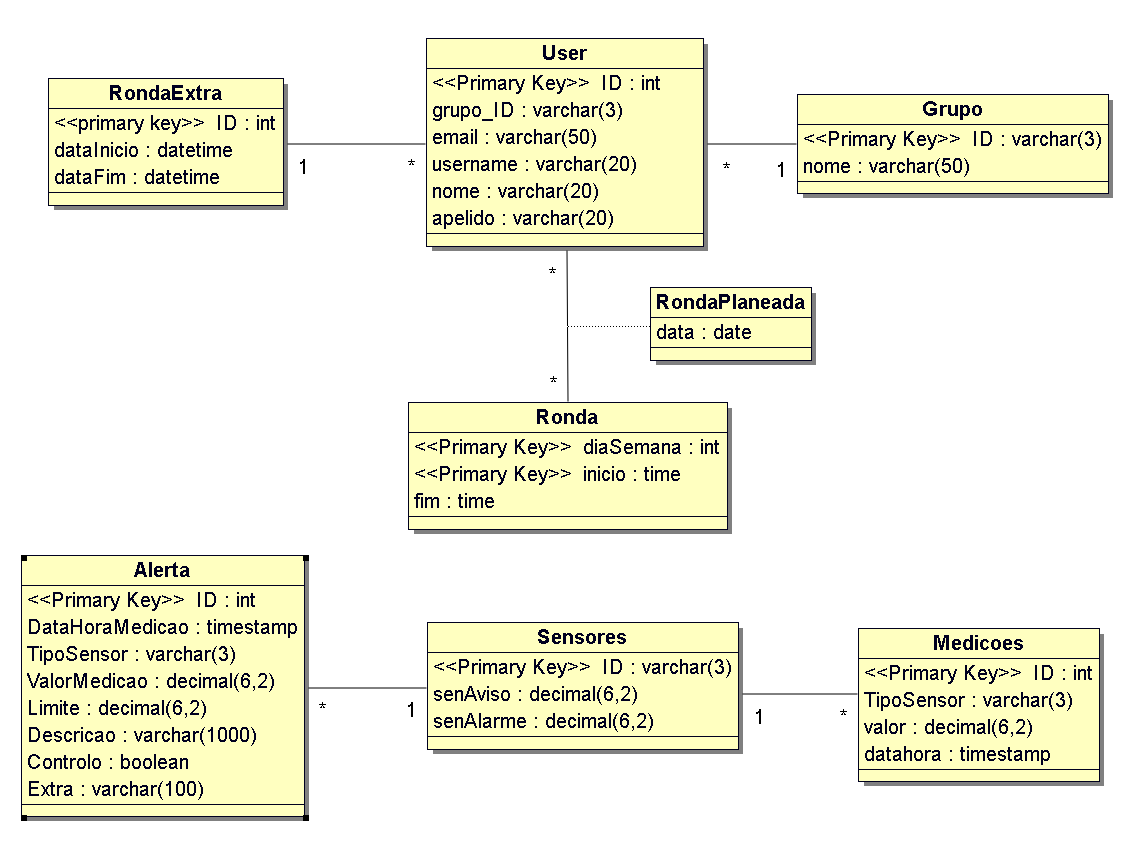 User
<<Primary Key>> ID : int
grupo_ID : varchar(3)
email : varchar(50)
username : varchar(20)
nome : varchar(20)
apelido : varchar(20)
RondaExtra
<<primary key>> ID : int
dataInicio : datetime
dataFim : datetime
Grupo
<<Primary Key>> ID : varchar(3)
nome : varchar(50)
1
*
*
1
*
RondaPlaneada
data : date
*
Ronda
<<Primary Key>> diaSemana : int
<<Primary Key>> inicio : time
fim : time
Alerta
<<Primary Key>> ID : int
DataHoraMedicao : timestamp
TipoSensor : varchar(3)
ValorMedicao : decimal(6,2)
Limite : decimal(6,2)
Descricao : varchar(1000)
Controlo : boolean
Extra : varchar(100)
*
1
Sensores
<<Primary Key>> ID : varchar(3)
senAviso : decimal(6,2)
senAlarme : decimal(6,2)
1
*
Medicoes
<<Primary Key>> ID : int
TipoSensor : varchar(3)
valor : decimal(6,2)
datahora : timestamp